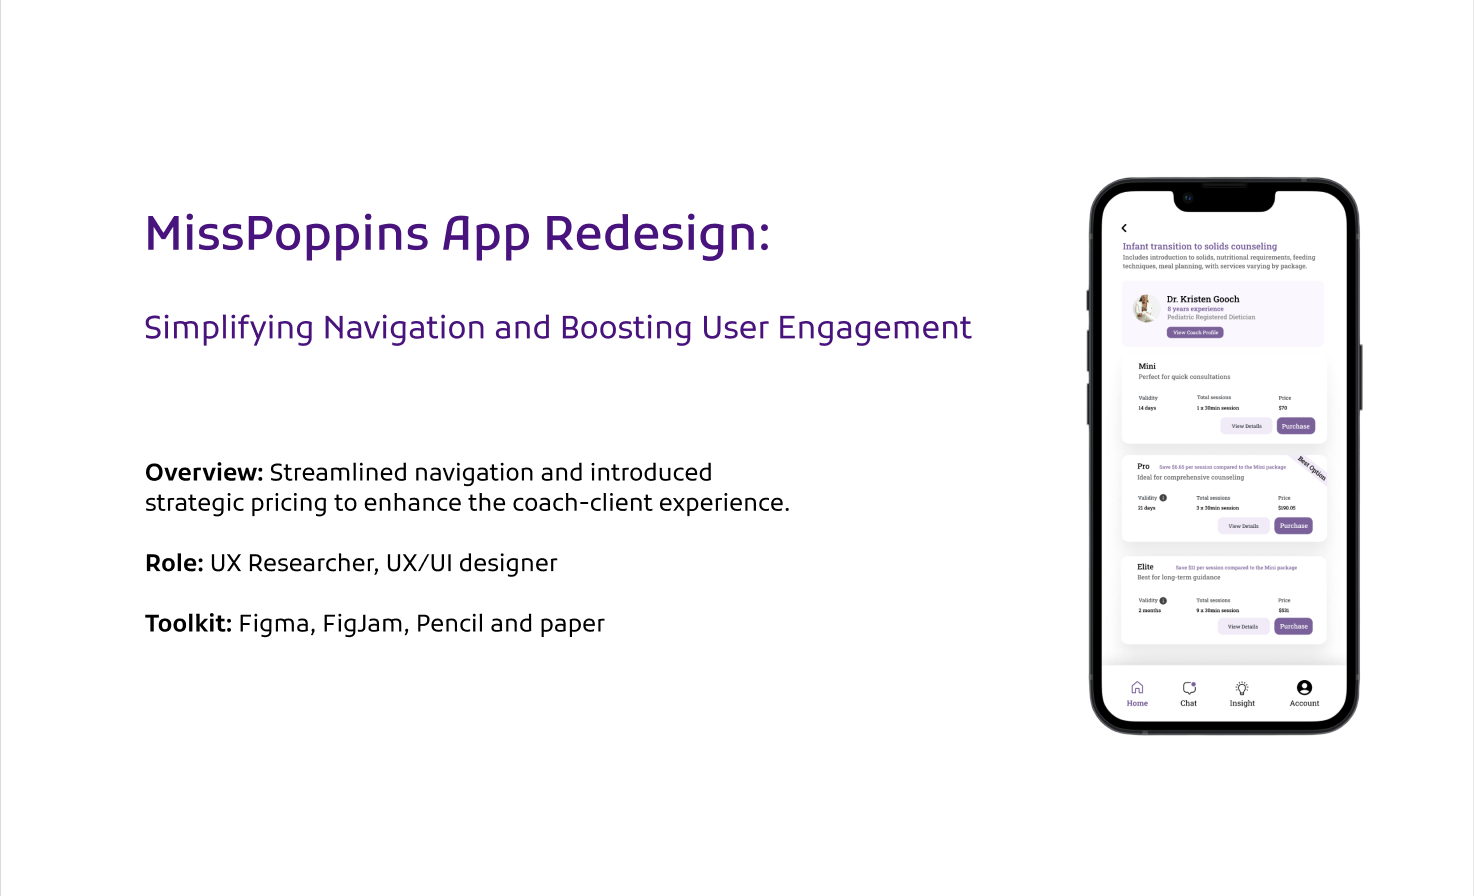 MissPoppins App Redesign:
Simplifying Navigation and Boosting User Engagement
Overview: Streamlined navigation and introduced
strategic pricing to enhance the coach-client experience.
Role: UX Researcher, UX/UI designer
Toolkit: Figma, FigJam, Pencil and paper
Infant transition to solids counseling
Includes introduction to solids, nutritional requirements, feeding
techniques, meal planning, with services varying by package.
Dr. Kristen Gooch
8 years experience
Pediatric Registered Dietician
View Coach Profile
Mini
Perfect for quick consultations
Validity Total sessions Price
14 days 1 x 30min session $70
View Details Purchase
Pro Save $6.65 per session compared to the Mini package Best Option
Ideal for comprehensive counseling
Validity Total sessions Price
21 days 3 x 30min session $190.05
View Details Purchase
Elite Save $11 per session compared to the Mini package
Best for long-term guidance
Validity Total sessions Price
2 months 9 x 30min session $531
View Details Purchase
Home Chat Insight Account